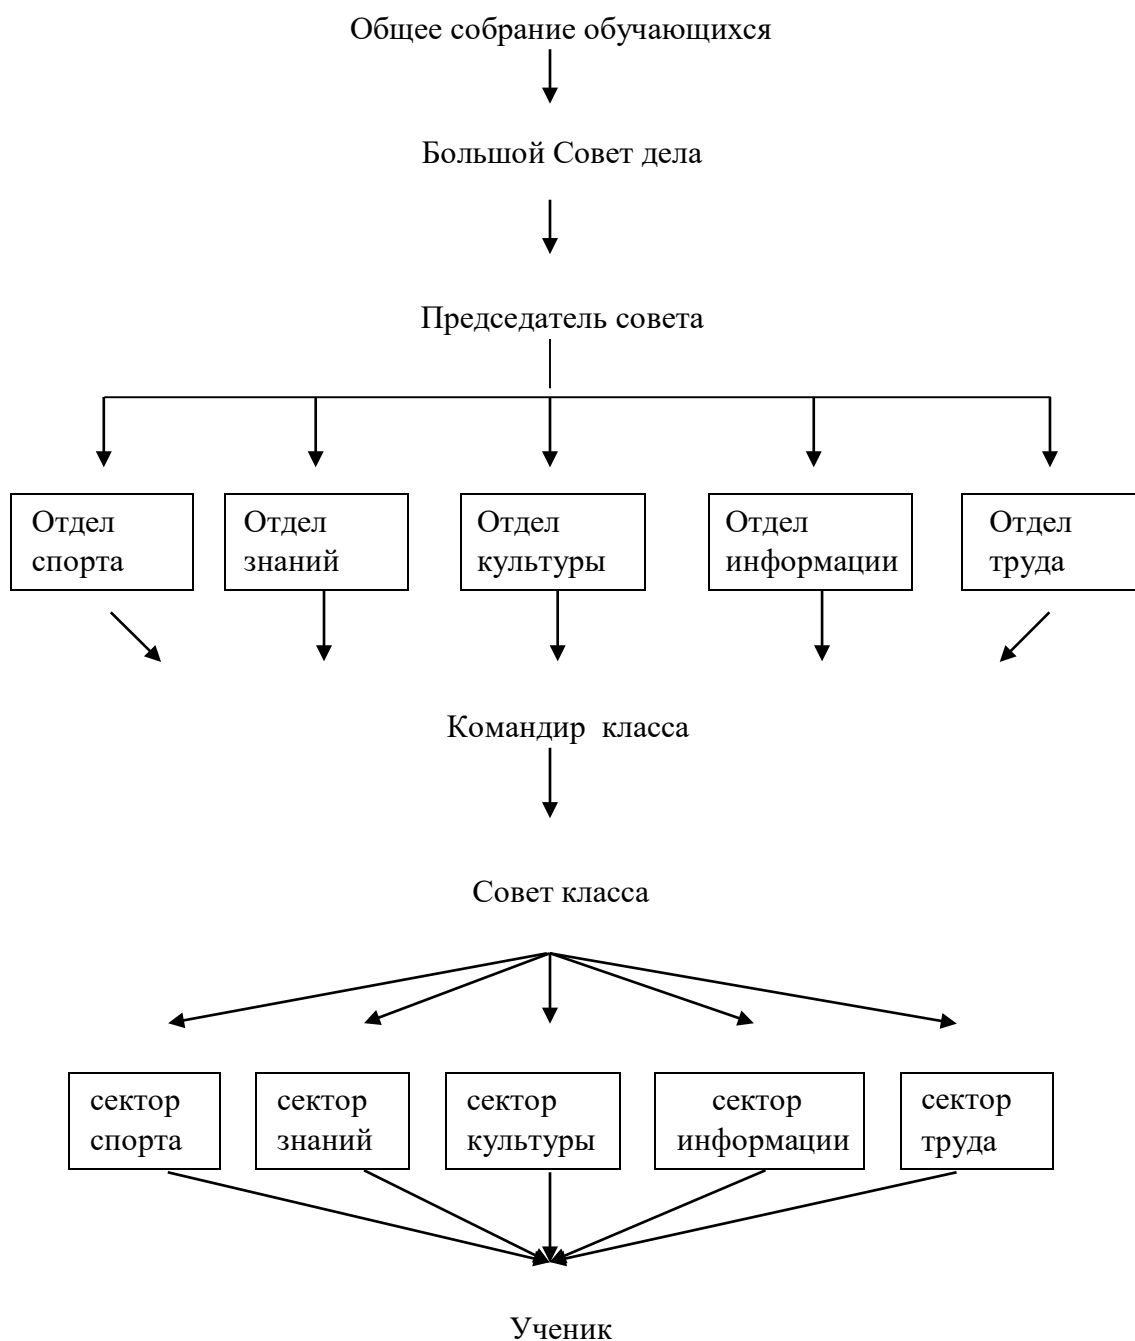 Общее собрание обучающихся
Большой Совет дела
Председатель совета
Отдел
спорта
Отдел
знаний
Отдел
культуры
Отдел
информации
Отдел
труда
Командир  класса
Совет класса
сектор
спорта
сектор
знаний
сектор
культуры
сектор
информации
сектор
труда
Ученик